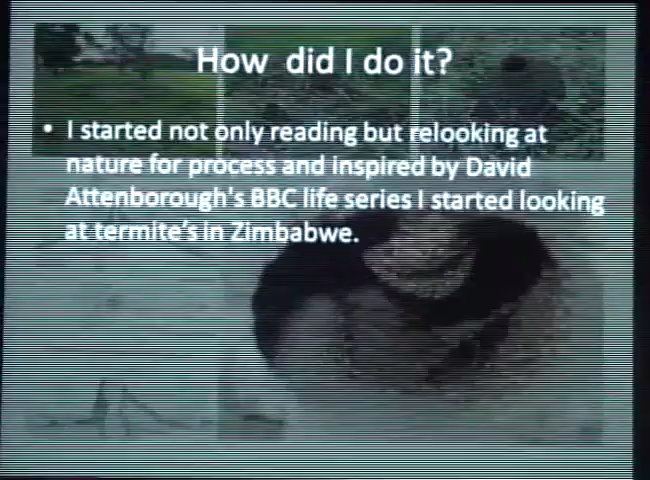 How did I do it?
• I started not only reading but relooking at
nature for process and inspired by David
Attenborough's BBC life series I started looking
at termite's in Zimbabwe.